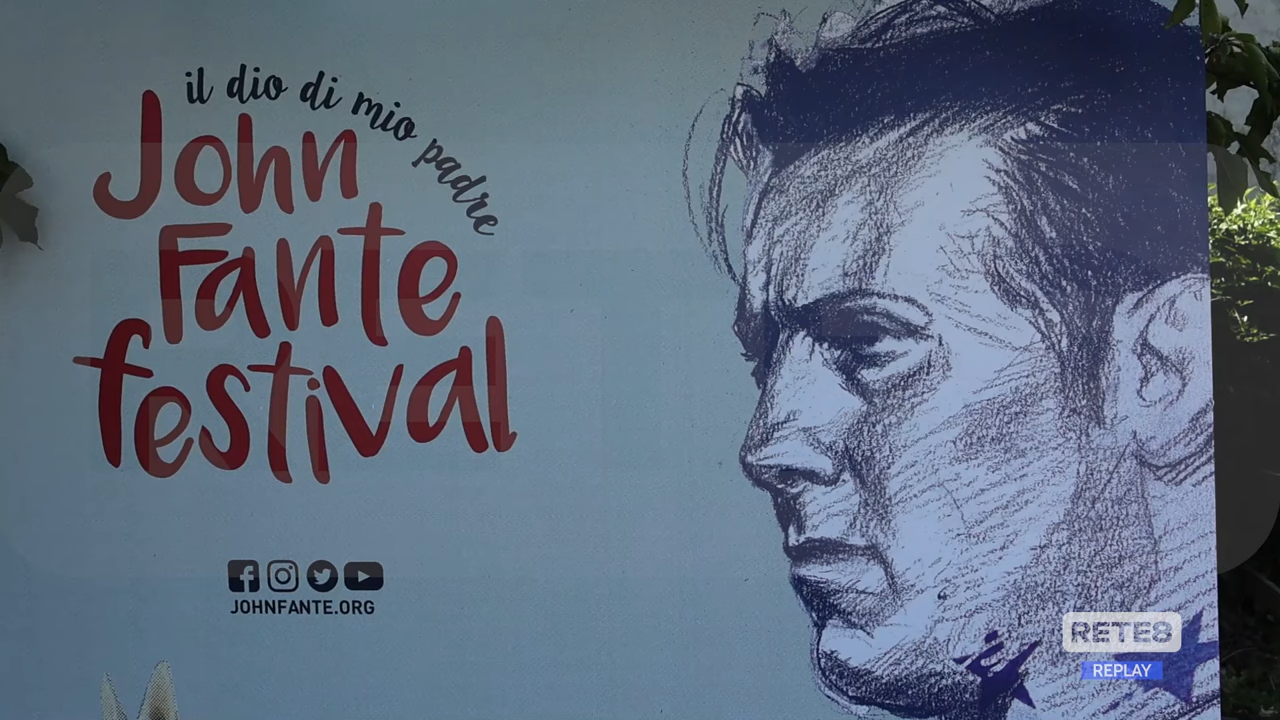 il dio di mio padre
John
Fante
festival
JOHNFANTE.ORG
RETE8
REPLAY